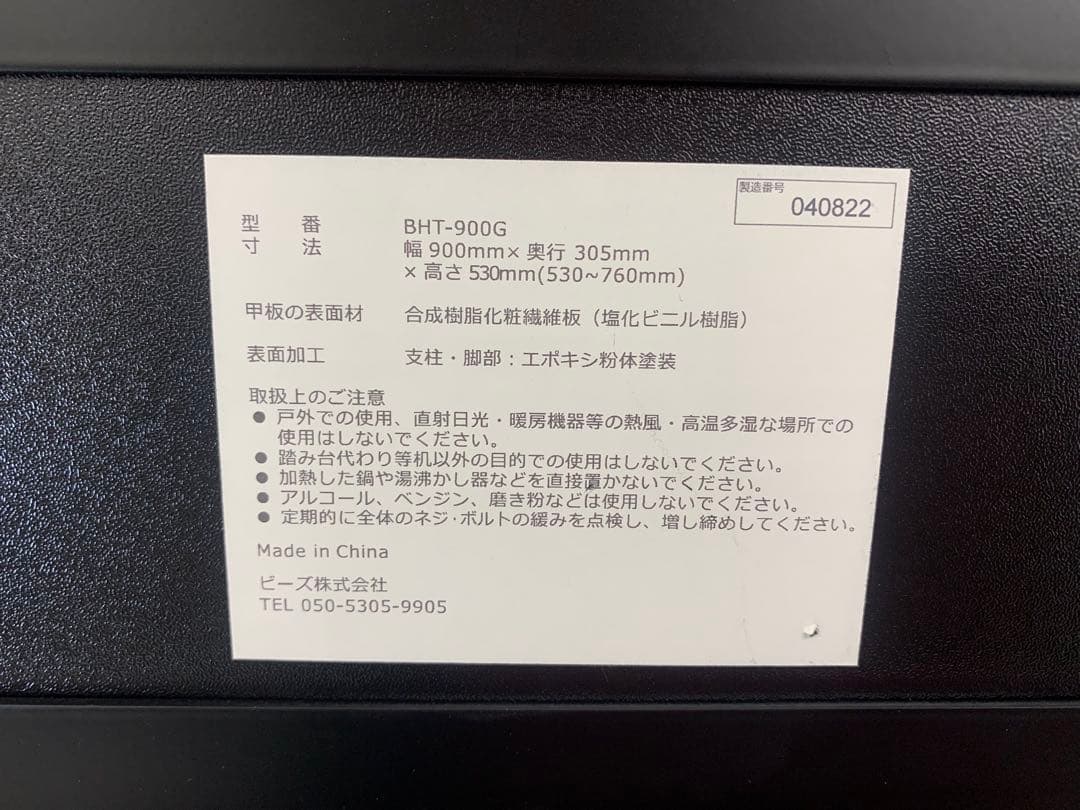 製造番号
040822
型　番　BHT-900G
寸　法　幅 900mm× 奥行 305mm
× 高さ 530mm(530~760mm)
甲板の表面材　合成樹脂化粧繊維板（塩化ビニル樹脂）
表面加工　支柱・脚部：エポキシ粉体塗装
取扱上のご注意
● 戸外での使用、直射日光・暖房機器等の熱風・高温多湿な場所での
使用はしないでください。
● 踏み台代わり等机以外の目的での使用はしないでください。
● 加熱した鍋や湯沸かし器などを直接置かないでください。
● アルコール、ベンジン、磨き粉などは使用しないでください。
● 定期的に全体のネジ・ボルトの緩みを点検し、増し締めしてください。
Made in China
ビーズ株式会社
TEL 050-5305-9905